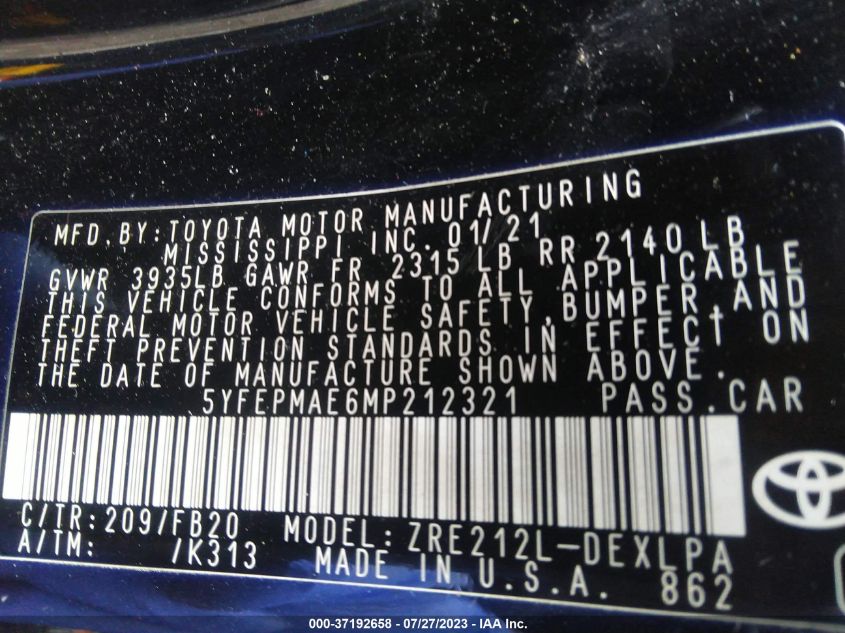 MFD. BY: TOYOTA MOTOR MANUFACTURING
MISSISSIPPI INC. 01/21
GVWR 3935LB GAWR FR 2315 LB RR 2140LB
THIS VEHICLE CONFORMS TO ALL APPLICABLE
FEDERAL MOTOR VEHICLE SAFETY, BUMPER, AND
THEFT PREVENTION STANDARDS IN EFFECT ON
THE DATE OF MANUFACTURE SHOWN ABOVE.
5YFEPMAE6MP212321 PASS.CAR
C/TR: 209/FB20 MODEL: ZRE212L-DEXLPA
A/TM: /K313 MADE IN U.S.A. 862
000-37192658 / 07/27/2023 - IAA Inc.